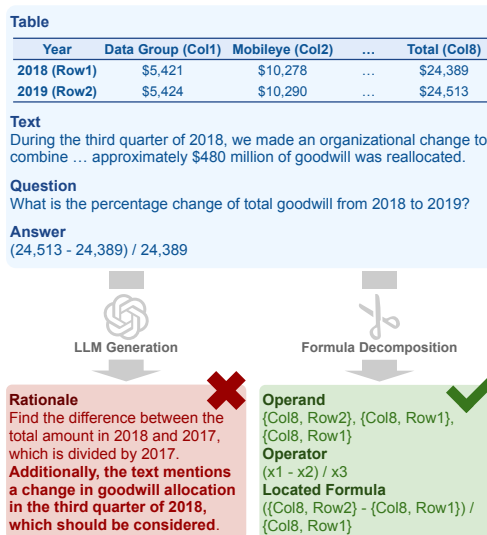 Table
Year Data Group (Col1) Mobileye (Col2) … Total (Col8)
2018 (Row1) $5,421 $10,278 … $24,389
2019 (Row2) $5,424 $10,290 … $24,513
Text
During the third quarter of 2018, we made an organizational change to
combine … approximately $480 million of goodwill was reallocated.
Question
What is the percentage change of total goodwill from 2018 to 2019?
Answer
(24,513 - 24,389) / 24,389
LLM Generation
Formula Decomposition
Rationale
Find the difference between the
total amount in 2018 and 2017,
which is divided by 2017.
Additionally, the text mentions
a change in goodwill allocation
in the third quarter of 2018,
which should be considered.
Operand
{Col8, Row2}, {Col8, Row1},
{Col8, Row1}
Operator
(x1 - x2) / x3
Located Formula
({Col8, Row2} - {Col8, Row1}) /
{Col8, Row1}